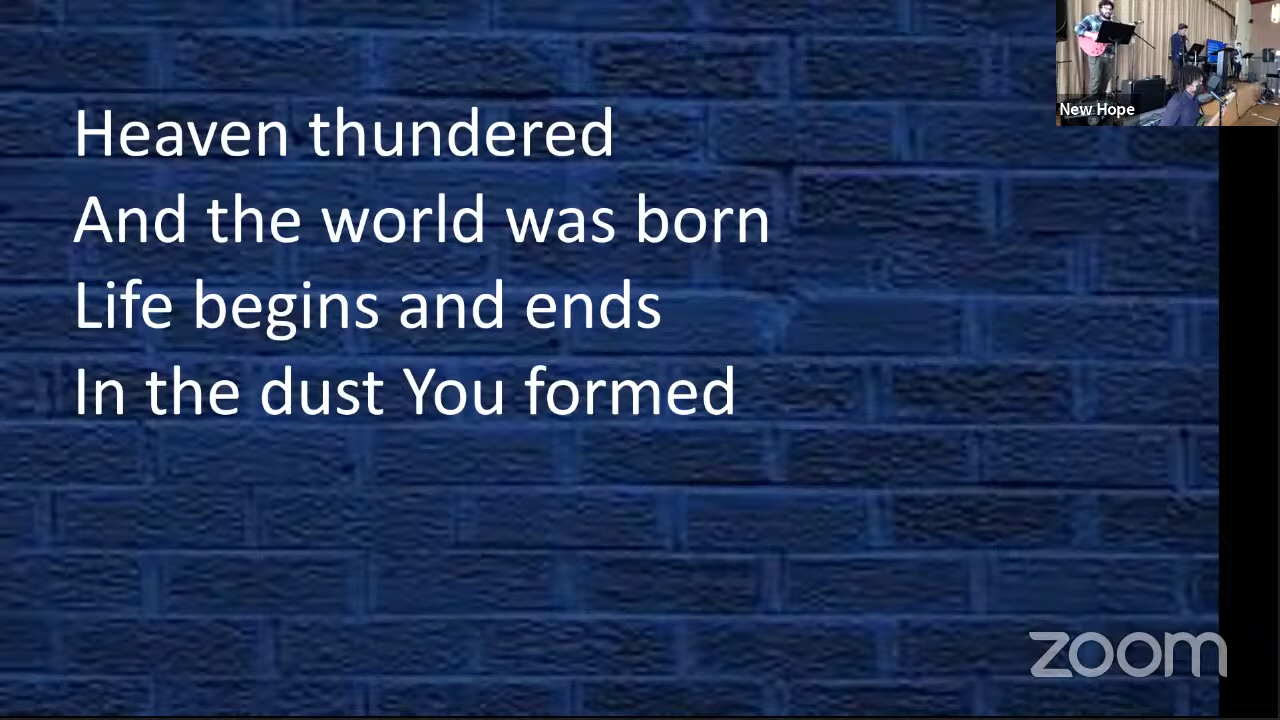 Heaven thundered
And the world was born
Life begins and ends
In the dust You formed
New Hope
zoom